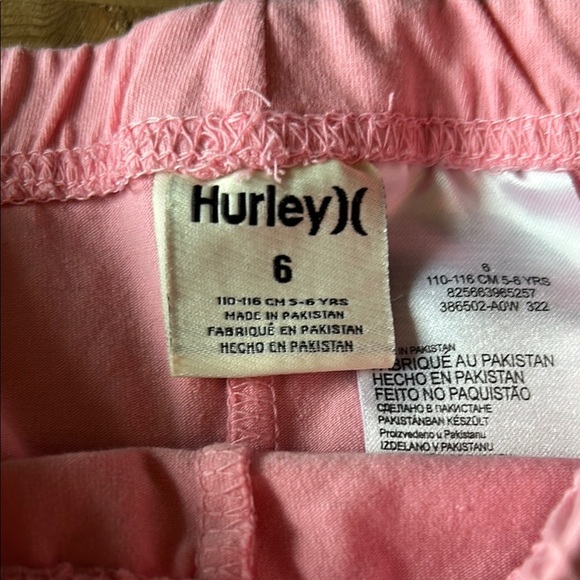 Hurley)(
6
110-116 CM 5-6 YRS
MADE IN PAKISTAN
FABRIQUÉ EN PAKISTAN
HECHO EN PAKISTAN
6
110-116 CM 5-6 YRS
825663965257
386502-A0W 322
IN PAKISTAN
BRIQUÉ AU PAKISTAN
HECHO EN PAKISTAN
FEITO NO PAQUISTÃO
СДЕЛАНО В ПАКИСТАНЕ
PAKISTÁNBAN KÉSZÜLT
Proizvedeno u Pakistanu
IZDELANO V PAKISTANU